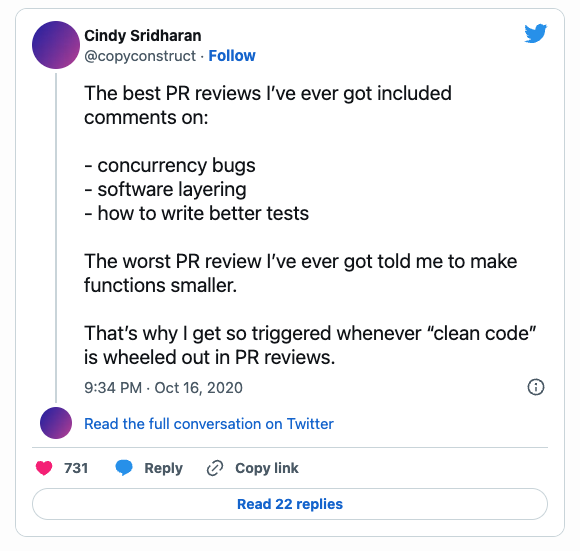 Cindy Sridharan
@copyconstruct · Follow
The best PR reviews I’ve ever got included
comments on:
- concurrency bugs
- software layering
- how to write better tests
The worst PR review I’ve ever got told me to make
functions smaller.
That’s why I get so triggered whenever “clean code”
is wheeled out in PR reviews.
9:34 PM · Oct 16, 2020
Read the full conversation on Twitter
731 Reply Copy link
Read 22 replies